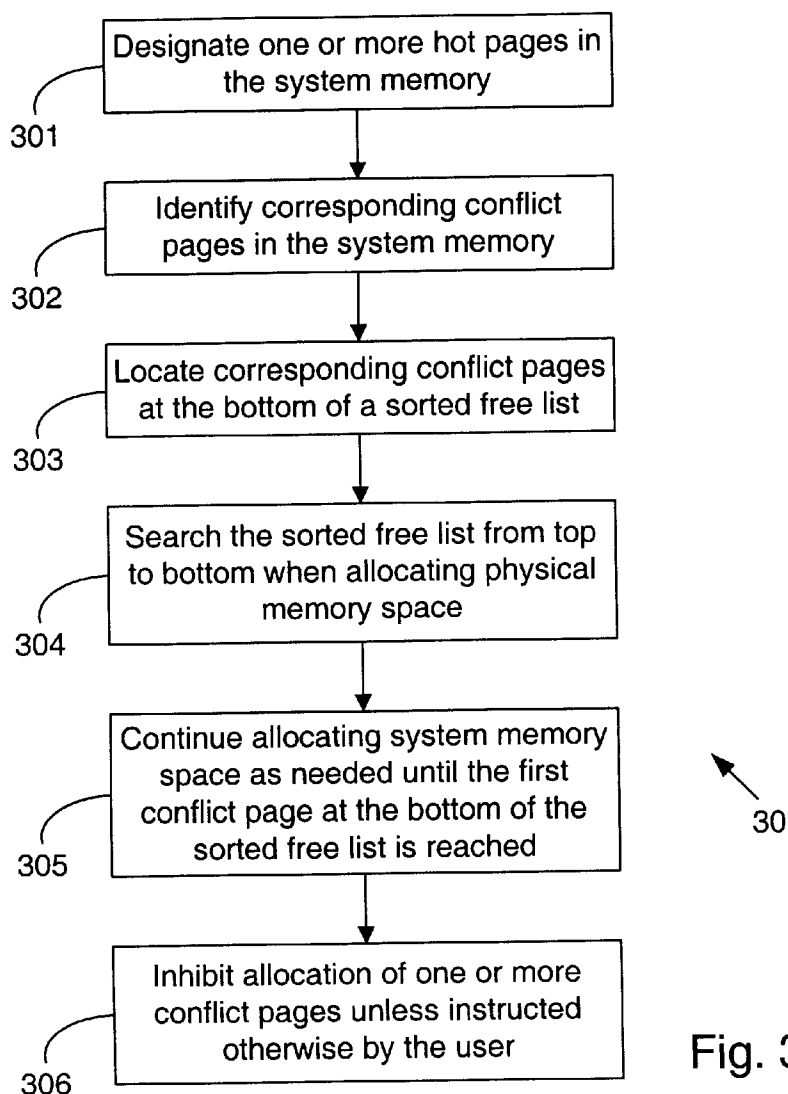 Designate one or more hot pages in
the system memory
301
Identify corresponding conflict
pages in the system memory
302
Locate corresponding conflict pages
at the bottom of a sorted free list
303
Search the sorted free list from top
to bottom when allocating physical
memory space
304
Continue allocating system memory
space as needed until the first
conflict page at the bottom of the
sorted free list is reached
305
30
Inhibit allocation of one or more
conflict pages unless instructed
otherwise by the user
306
Fig. 3